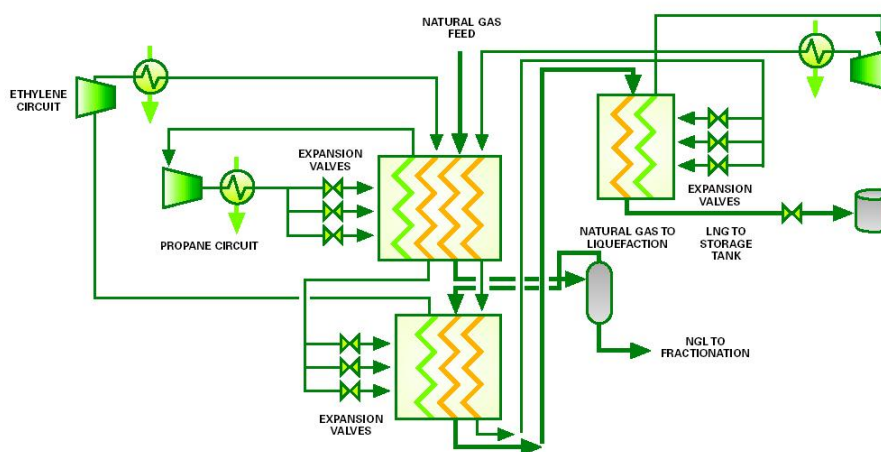 NATURAL GAS
FEED
ETHYLENE
CIRCUIT
EXPANSION
VALVES
PROPANE CIRCUIT
EXPANSION
VALVES
NATURAL GAS TO
LIQUEFACTION
LNG TO
STORAGE
TANK
NGL TO
FRACTIONATION
EXPANSION VALVES